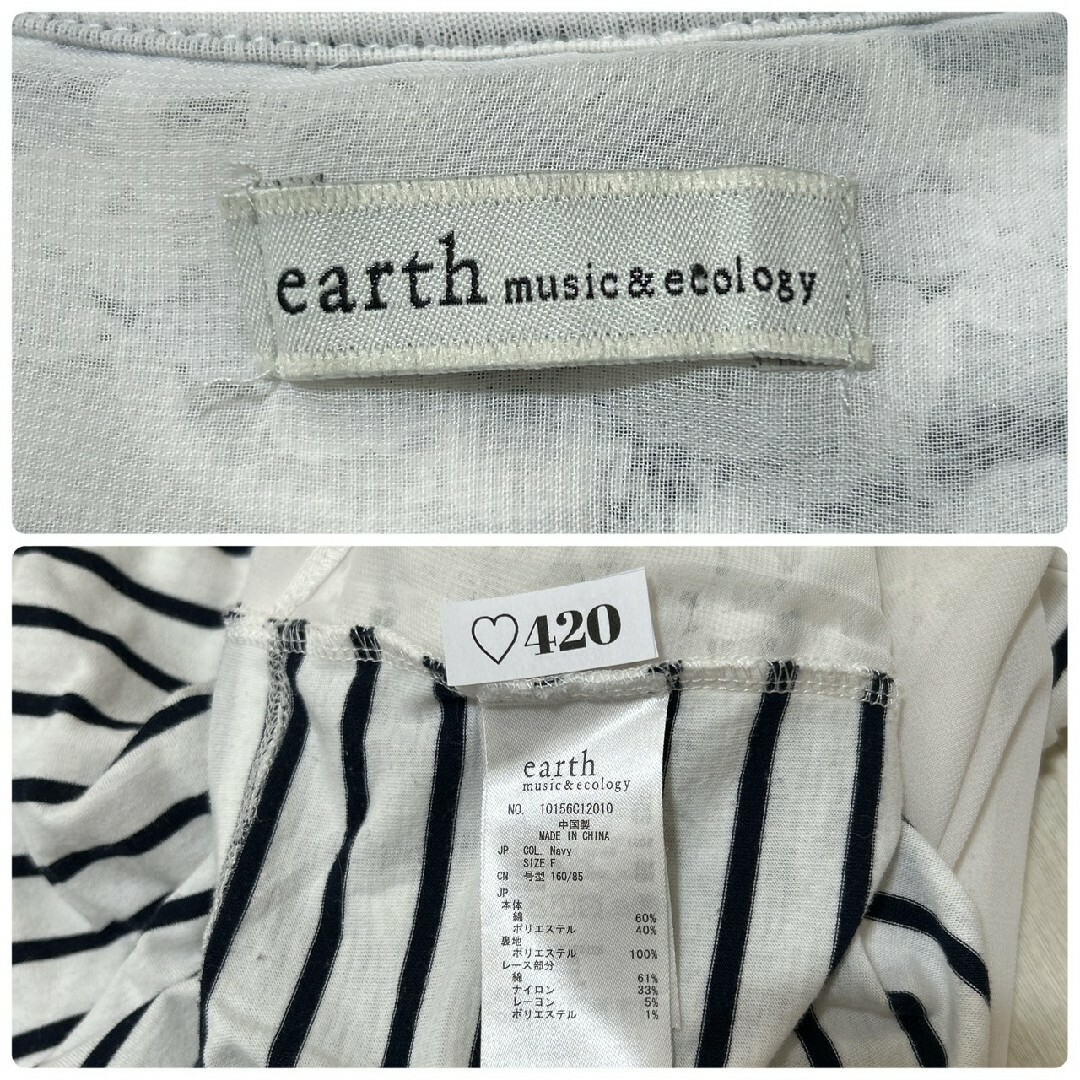 earth music&ecology
♡420
earth
music&ecology
NO. 10156C12010
中国製
MADE IN CHINA
JP COL. Navy
SIZE F
CN 号型 160/85
JP
本体
綿 60%
ポリエステル 40%
裏地
ポリエステル 100%
レース部分
綿 61%
ナイロン 33%
レーヨン 5%
ポリエステル 1%